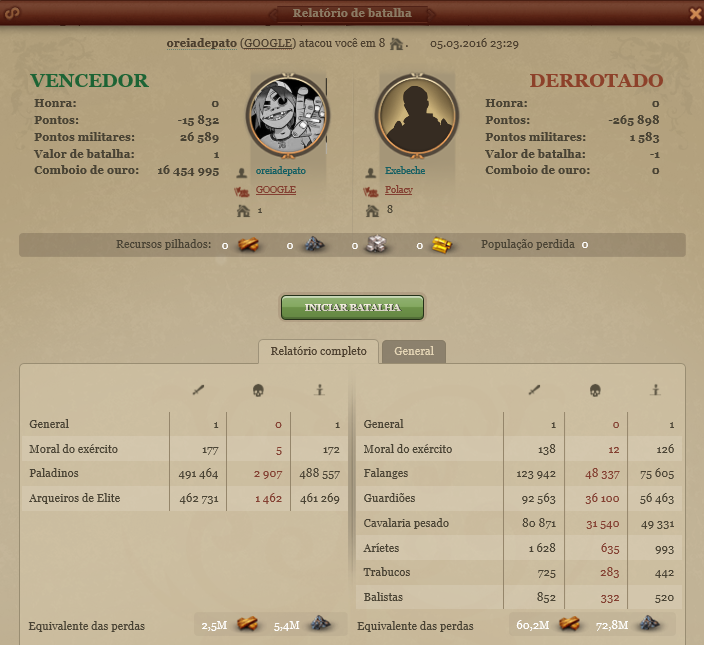 Relatório de batalha
oreiadepato (GOOGLE) atacou você em 8 . 05.03.2016 23:29
VENCEDOR
Honra: 0
Pontos: -15 832
Pontos militares: 26 589
Valor de batalha: 1
Comboio de ouro: 16 454 995
oreiadepato
GOOGLE
1
DERROTADO
Honra: 0
Pontos: -265 898
Pontos militares: 1 583
Valor de batalha: -1
Comboio de ouro: 0
Exebeche
Polacy
8
Recursos pilhados: 0 0 0 0 População perdida 0
INICIAR BATALHA
Relatório completo General
General 1 0 1
Moral do exército 177 5 172
Paladinos 491 464 2 907 488 557
Arqueiros de Elite 462 731 1 462 461 269
Equivalente das perdas 2,5M 5,4M
General 1 0 1
Moral do exército 138 12 126
Falanges 123 942 48 337 75 605
Guardiões 92 563 36 100 56 463
Cavalaria pesado 80 871 31 540 49 331
Aríetes 1 628 635 993
Trabucos 725 283 442
Balistas 852 332 520
Equivalente das perdas 60,2M 72,8M